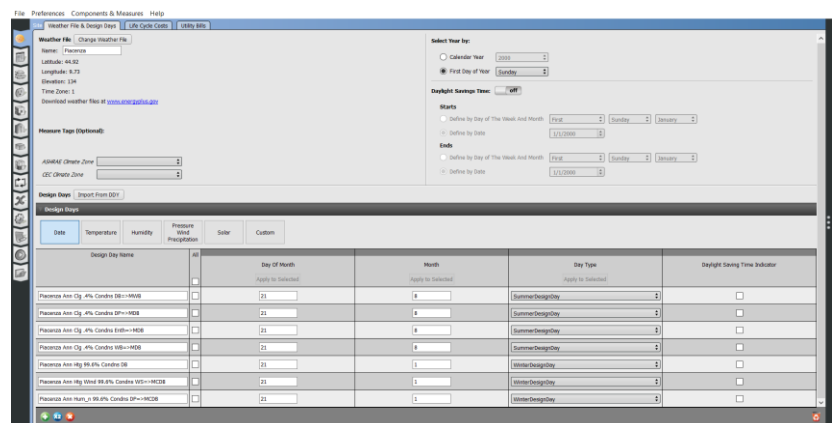 File Preferences Components & Measures Help
Site Weather File & Design Days Life Cycle Costs Utility Bills
Weather File Change Weather File
Name: Piacenza
Latitude: 44.92
Longitude: 9.73
Elevation: 134
Time Zone: 1
Download weather files at www.energyplus.gov
Measure Tags (Optional):
ASHRAE Climate Zone
CEC Climate Zone
Select Year by:
Calendar Year 2009
First Day of Year Sunday
Daylight Savings Time: off
Starts
Define by Day of The Week And Month First Sunday January
Define by Date 1/1/2000
Ends
Define by Day of The Week And Month First Sunday January
Define by Date 1/1/2000
Design Days Import From DDY
Design Days
Date Temperature Humidity Pressure Wind Precipitation Solar Custom
Design Day Name All Day Of Month Month Day Type Daylight Saving Time Indicator
Apply to Selected Apply to Selected Apply to Selected
Piacenza Ann Clg .4% Condns DB=>MWB 21 8 SummerDesignDay
Piacenza Ann Clg .4% Condns DP=>MDB 21 8 SummerDesignDay
Piacenza Ann Clg .4% Condns Enth=>MDB 21 8 SummerDesignDay
Piacenza Ann Clg .4% Condns WB=>MDB 21 8 SummerDesignDay
Piacenza Ann Htg 99.6% Condns DB 21 1 WinterDesignDay
Piacenza Ann Htg Wind 99.6% Condns WS=>MCDB 21 1 WinterDesignDay
Piacenza Ann Hum_n 99.6% Condns DP=>MCDB 21 1 WinterDesignDay